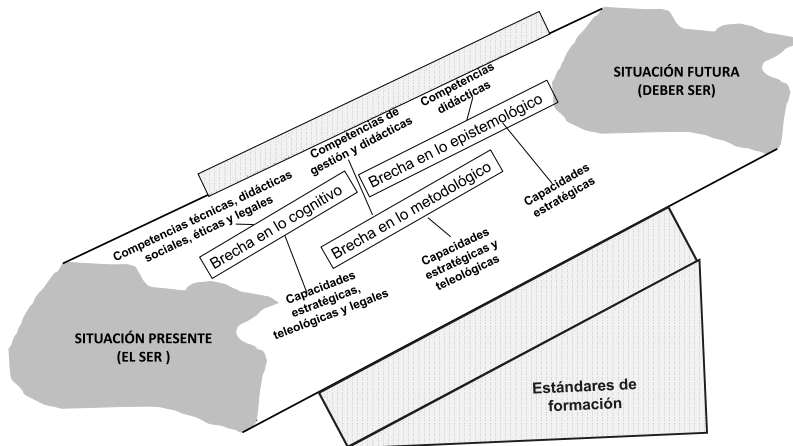 SITUACIÓN FUTURA
(DEBER SER)
Competencias
didácticas
Brecha en lo epistemológico
Competencias de
gestión y didácticas
Brecha en lo metodológico
Capacidades
estratégicas
Competencias técnicas, didácticas
sociales, éticas y legales
Brecha en lo cognitivo
Capacidades
estratégicas y
teleológicas
Capacidades
estratégicas,
teleológicas y legales
SITUACIÓN PRESENTE
(EL SER )
Estándares de
formación